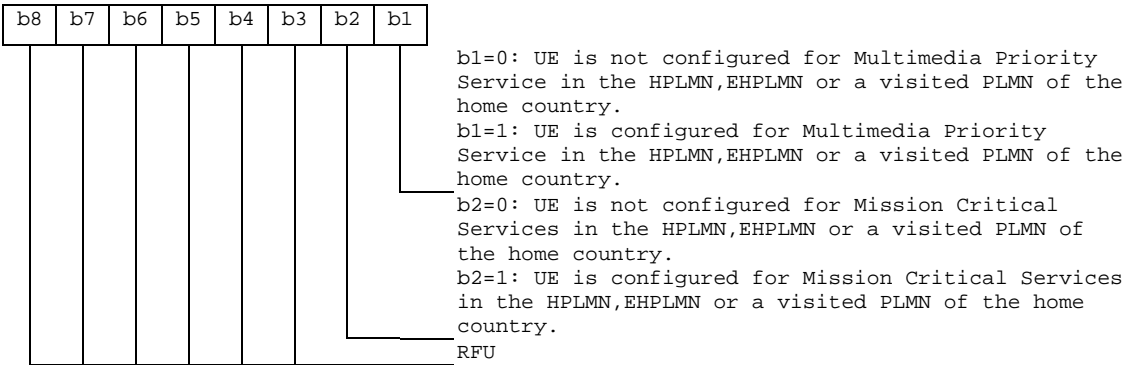 b8 b7 b6 b5 b4 b3 b2 b1
b1=0: UE is not configured for Multimedia Priority
Service in the HPLMN,EHPLMN or a visited PLMN of the
home country.
b1=1: UE is configured for Multimedia Priority
Service in the HPLMN,EHPLMN or a visited PLMN of the
home country.
b2=0: UE is not configured for Mission Critical
Services in the HPLMN,EHPLMN or a visited PLMN of
the home country.
b2=1: UE is configured for Mission Critical Services
in the HPLMN,EHPLMN or a visited PLMN of the home
country.
RFU